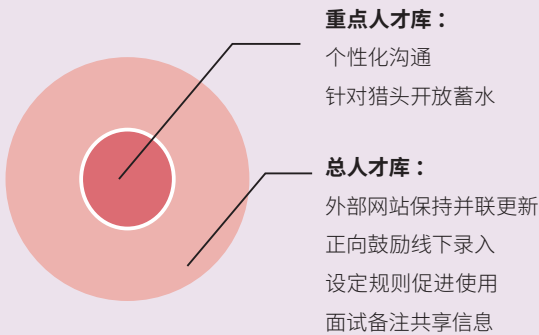 重点人才库：
个性化沟通
针对猎头开放蓄水
总人才库：
外部网站保持并联更新
正向鼓励线下录入
设定规则促进使用
面试备注共享信息